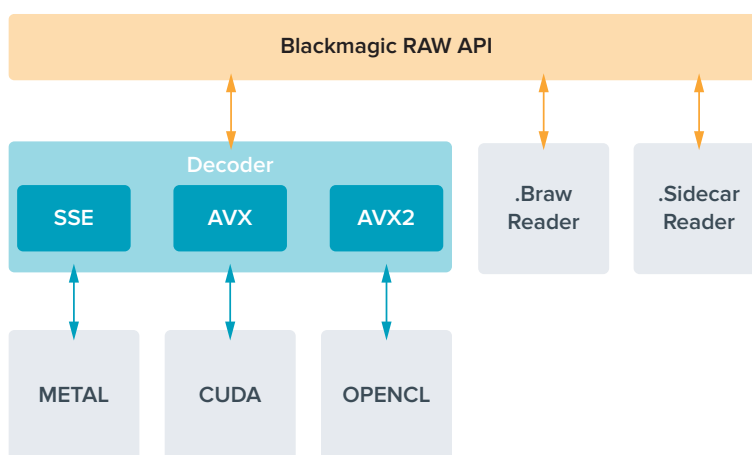 Blackmagic RAW API
Decoder
SSE
AVX
AVX2
.Braw
Reader
.Sidecar
Reader
METAL
CUDA
OPENCL